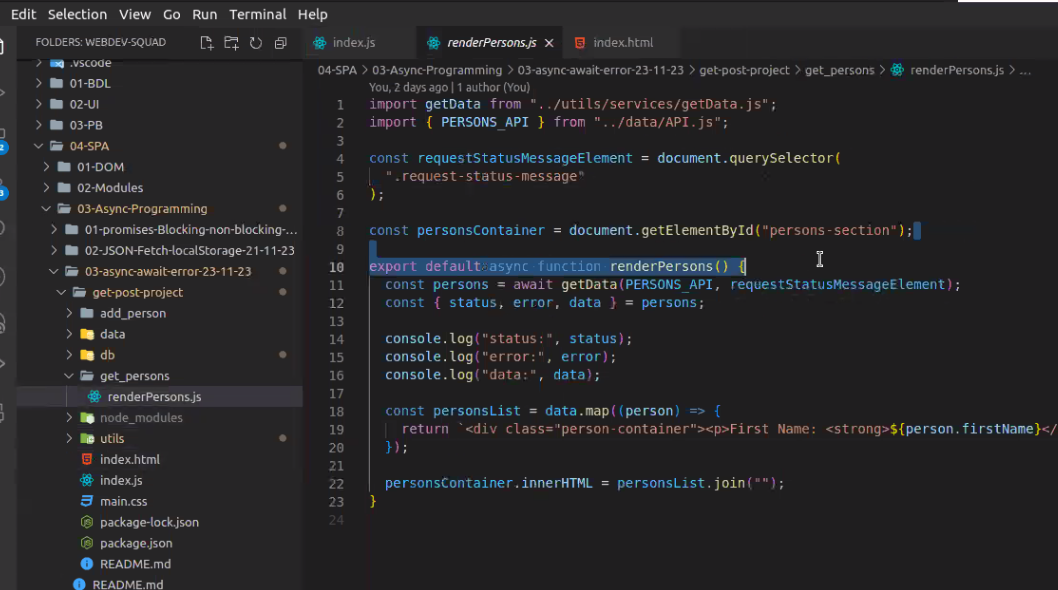 Edit Selection View Go Run Terminal Help
FOLDERS: WEBDEV-SQUAD
index.js
renderPersons.js
index.html
04-SPA > 03-Async-Programming > 03-async-await-error-23-11-23 > get-post-project > get_persons > renderPersons.js > ...
.vscode
01-BDL
02-UI
03-PB
04-SPA
01-DOM
02-Modules
03-Async-Programming
01-promises-Blocking-non-blocking-...
02-JSON-Fetch-localStorage-21-11-23
03-async-await-error-23-11-23
get-post-project
add_person
data
db
get_persons
renderPersons.js
node_modules
utils
index.html
index.js
main.css
package-lock.json
package.json
README.md
README.md
You, 2 days ago | 1 author (You)
1 import getData from "../utils/services/getData.js";
2 import { PERSONS_API } from "../data/API.js";
3
4 const requestStatusMessageElement = document.querySelector(
5 ".request-status-message"
6 );
7
8 const personsContainer = document.getElementById("persons-section");
9
10 export default async function renderPersons() {
11 const persons = await getData(PERSONS_API, requestStatusMessageElement);
12 const { status, error, data } = persons;
13
14 console.log("status:", status);
15 console.log("error:", error);
16 console.log("data:", data);
17
18 const personsList = data.map((person) => {
19 return `<div class="person-container"><p>First Name: <strong>${person.firstName}</
20 });
21
22 personsContainer.innerHTML = personsList.join("");
23 }
24